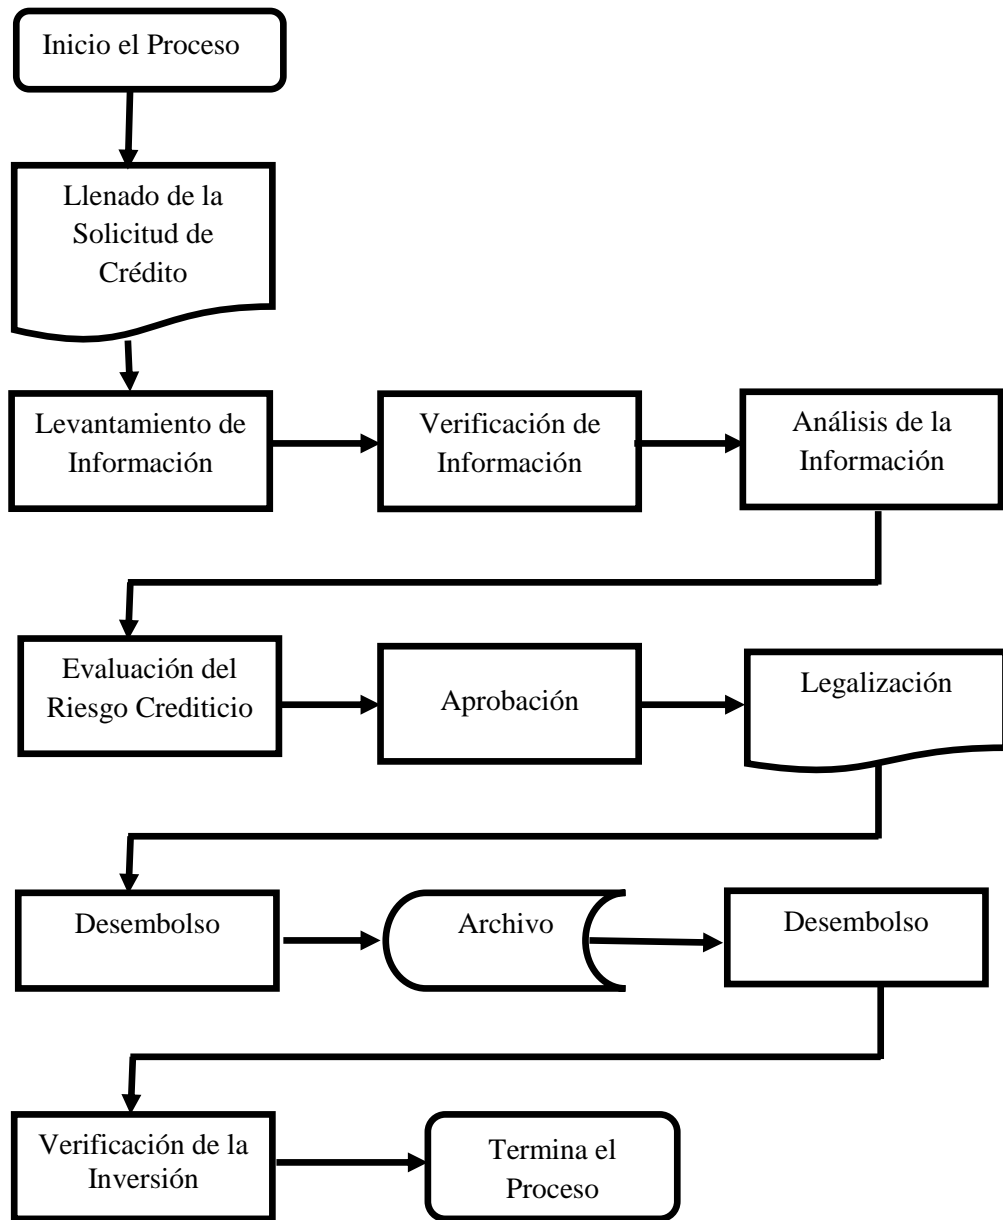 Inicio el Proceso
Llenado de la
Solicitud de
Crédito
Levantamiento de
Información
Verificación de
Información
Análisis de la
Información
Evaluación del
Riesgo Crediticio
Aprobación
Legalización
Desembolso
Archivo
Desembolso
Verificación de la
Inversión
Termina el
Proceso